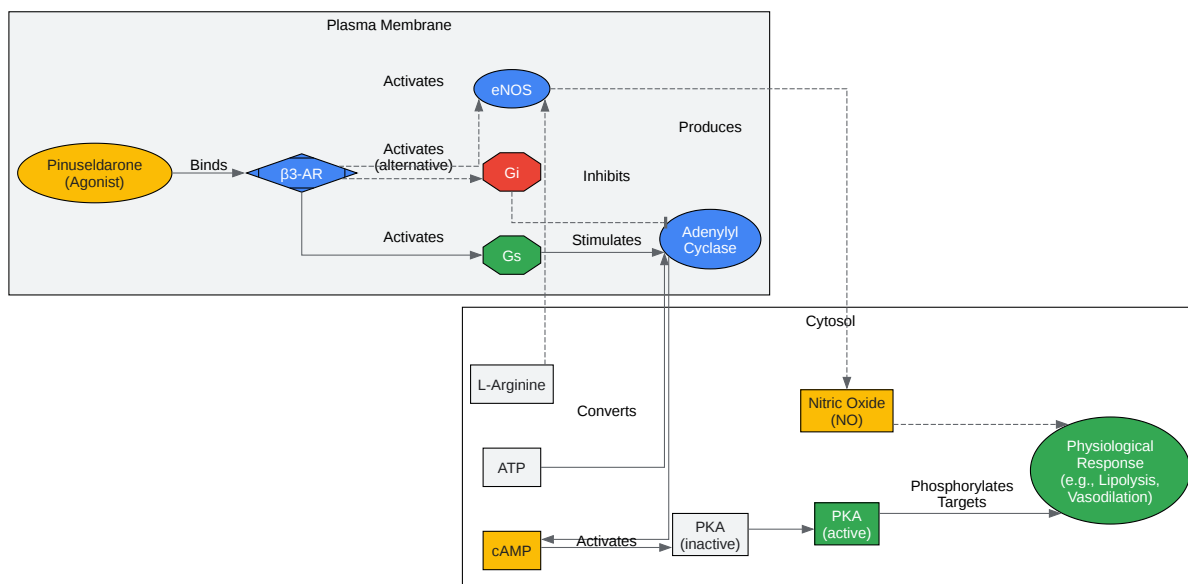 Plasma Membrane
Activates
eNOS
Produces
Pinuseldarone
(Agonist)
Binds
β3-AR
Activates
(alternative)
Gi
Inhibits
Activates
Gs
Stimulates
Adenylyl
Cyclase
Cytosol
L-Arginine
Converts
Nitric Oxide
(NO)
ATP
Physiological
Response
(e.g., Lipolysis,
Vasodilation)
cAMP
Activates
PKA
(inactive)
PKA
(active)
Phosphorylates
Targets